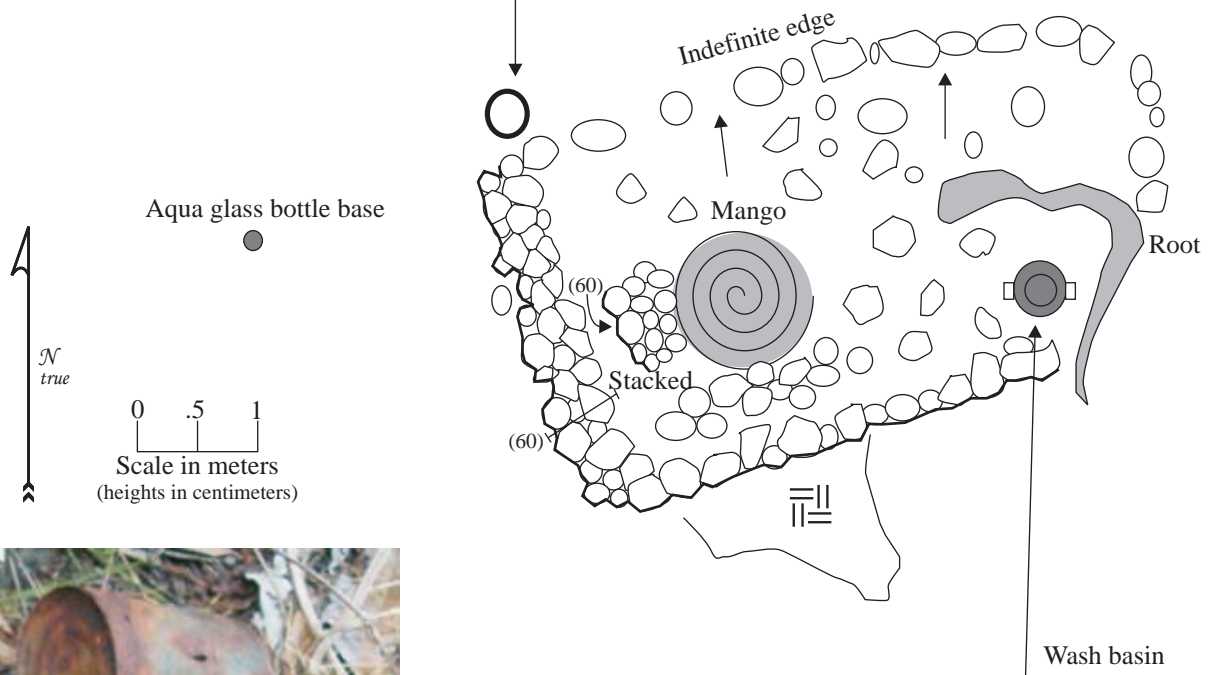 Indefinite edge
Aqua glass bottle base
Mango
Root
(60)
N
true
Stacked
0 .5 1
(60)
Scale in meters
(heights in centimeters)
Wash basin